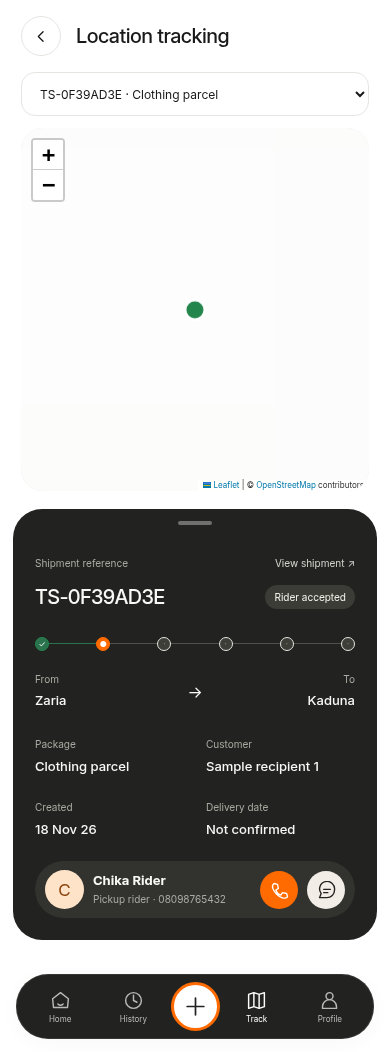 Location tracking
TS-0F39AD3E · Clothing parcel
+
−
Leaflet | © OpenStreetMap contributors
Shipment reference
View shipment ↗
TS-0F39AD3E
Rider accepted
From
To
Zaria → Kaduna
Package
Customer
Clothing parcel
Sample recipient 1
Created
Delivery date
18 Nov 26
Not confirmed
C
Chika Rider
Pickup rider · 08098765432
Home
History
Track
Profile